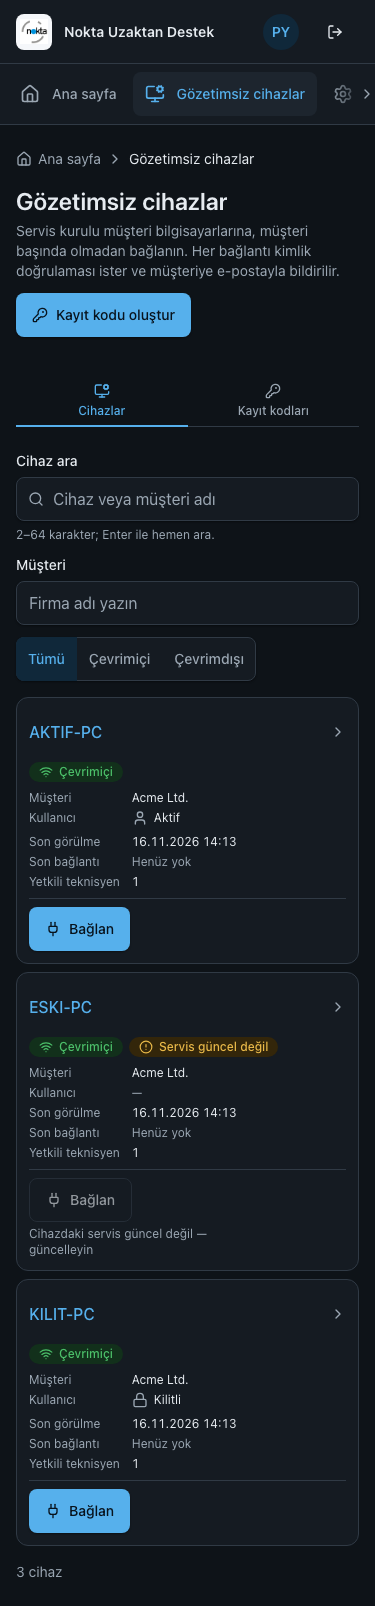 nokta
Nokta Uzaktan Destek
PY
Ana sayfa
Gözetimsiz cihazlar
Ana sayfa
Gözetimsiz cihazlar
Gözetimsiz cihazlar
Servis kurulu müşteri bilgisayarlarına, müşteri
başında olmadan bağlanın. Her bağlantı kimlik
doğrulaması ister ve müşteriye e-postayla bildirilir.
Kayıt kodu oluştur
Cihazlar
Kayıt kodları
Cihaz ara
Cihaz veya müşteri adı
2–64 karakter; Enter ile hemen ara.
Müşteri
Firma adı yazın
Tümü
Çevrimiçi
Çevrimdışı
AKTIF-PC
Çevrimiçi
Müşteri Acme Ltd.
Kullanıcı Aktif
Son görülme 16.11.2026 14:13
Son bağlantı Henüz yok
Yetkili teknisyen 1
Bağlan
ESKI-PC
Çevrimiçi Servis güncel değil
Müşteri Acme Ltd.
Kullanıcı —
Son görülme 16.11.2026 14:13
Son bağlantı Henüz yok
Yetkili teknisyen 1
Bağlan
Cihazdaki servis güncel değil —
güncelleyin
KILIT-PC
Çevrimiçi
Müşteri Acme Ltd.
Kullanıcı Kilitli
Son görülme 16.11.2026 14:13
Son bağlantı Henüz yok
Yetkili teknisyen 1
Bağlan
3 cihaz